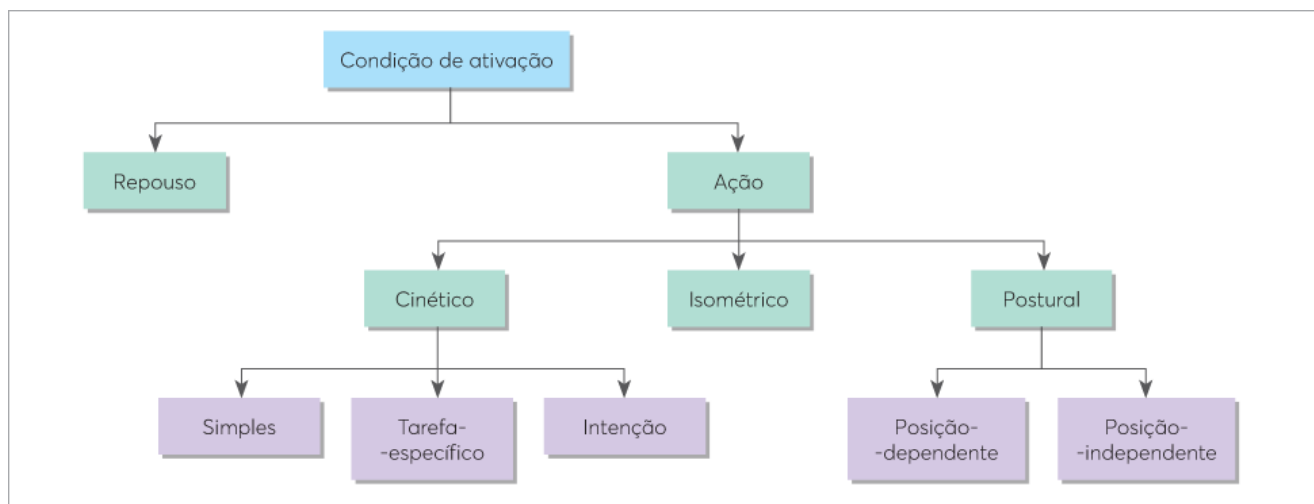 Condição de ativação
Repouso
Ação
Cinético
Isométrico
Postural
Simples
Tarefa-
-específico
Intenção
Posição-
-dependente
Posição-
-independente